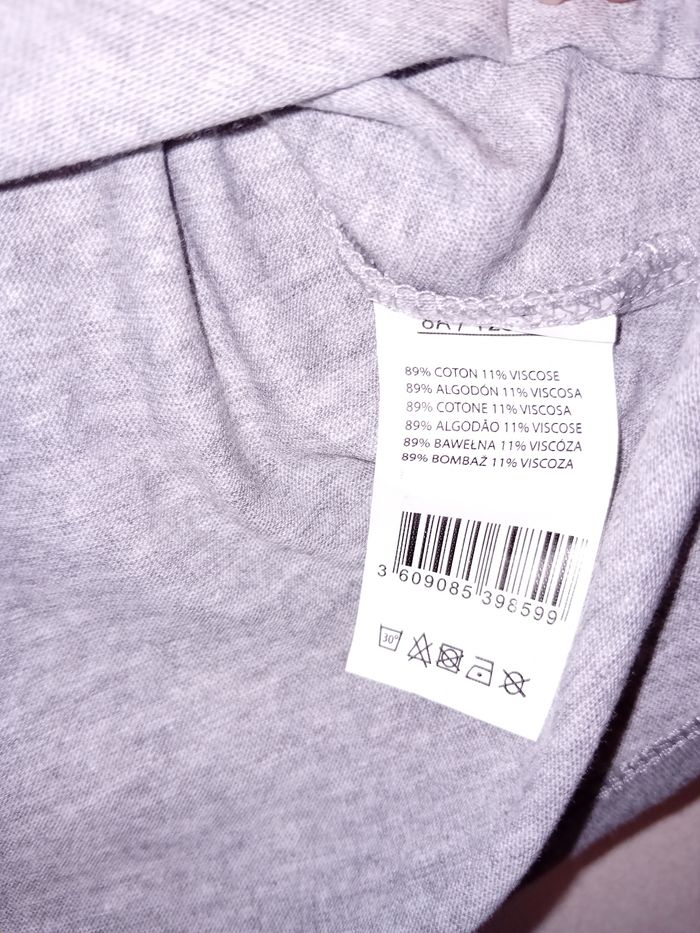 89% COTON 11% VISCOSE
89% ALGODÓN 11% VISCOSA
89% COTONE 11% VISCOSA
89% ALGODÃO 11% VISCOSE
89% BAWEŁNA 11% VISCÓZA
89% BOMBAŽ 11% VISCOZA
3 609085 398599
30°